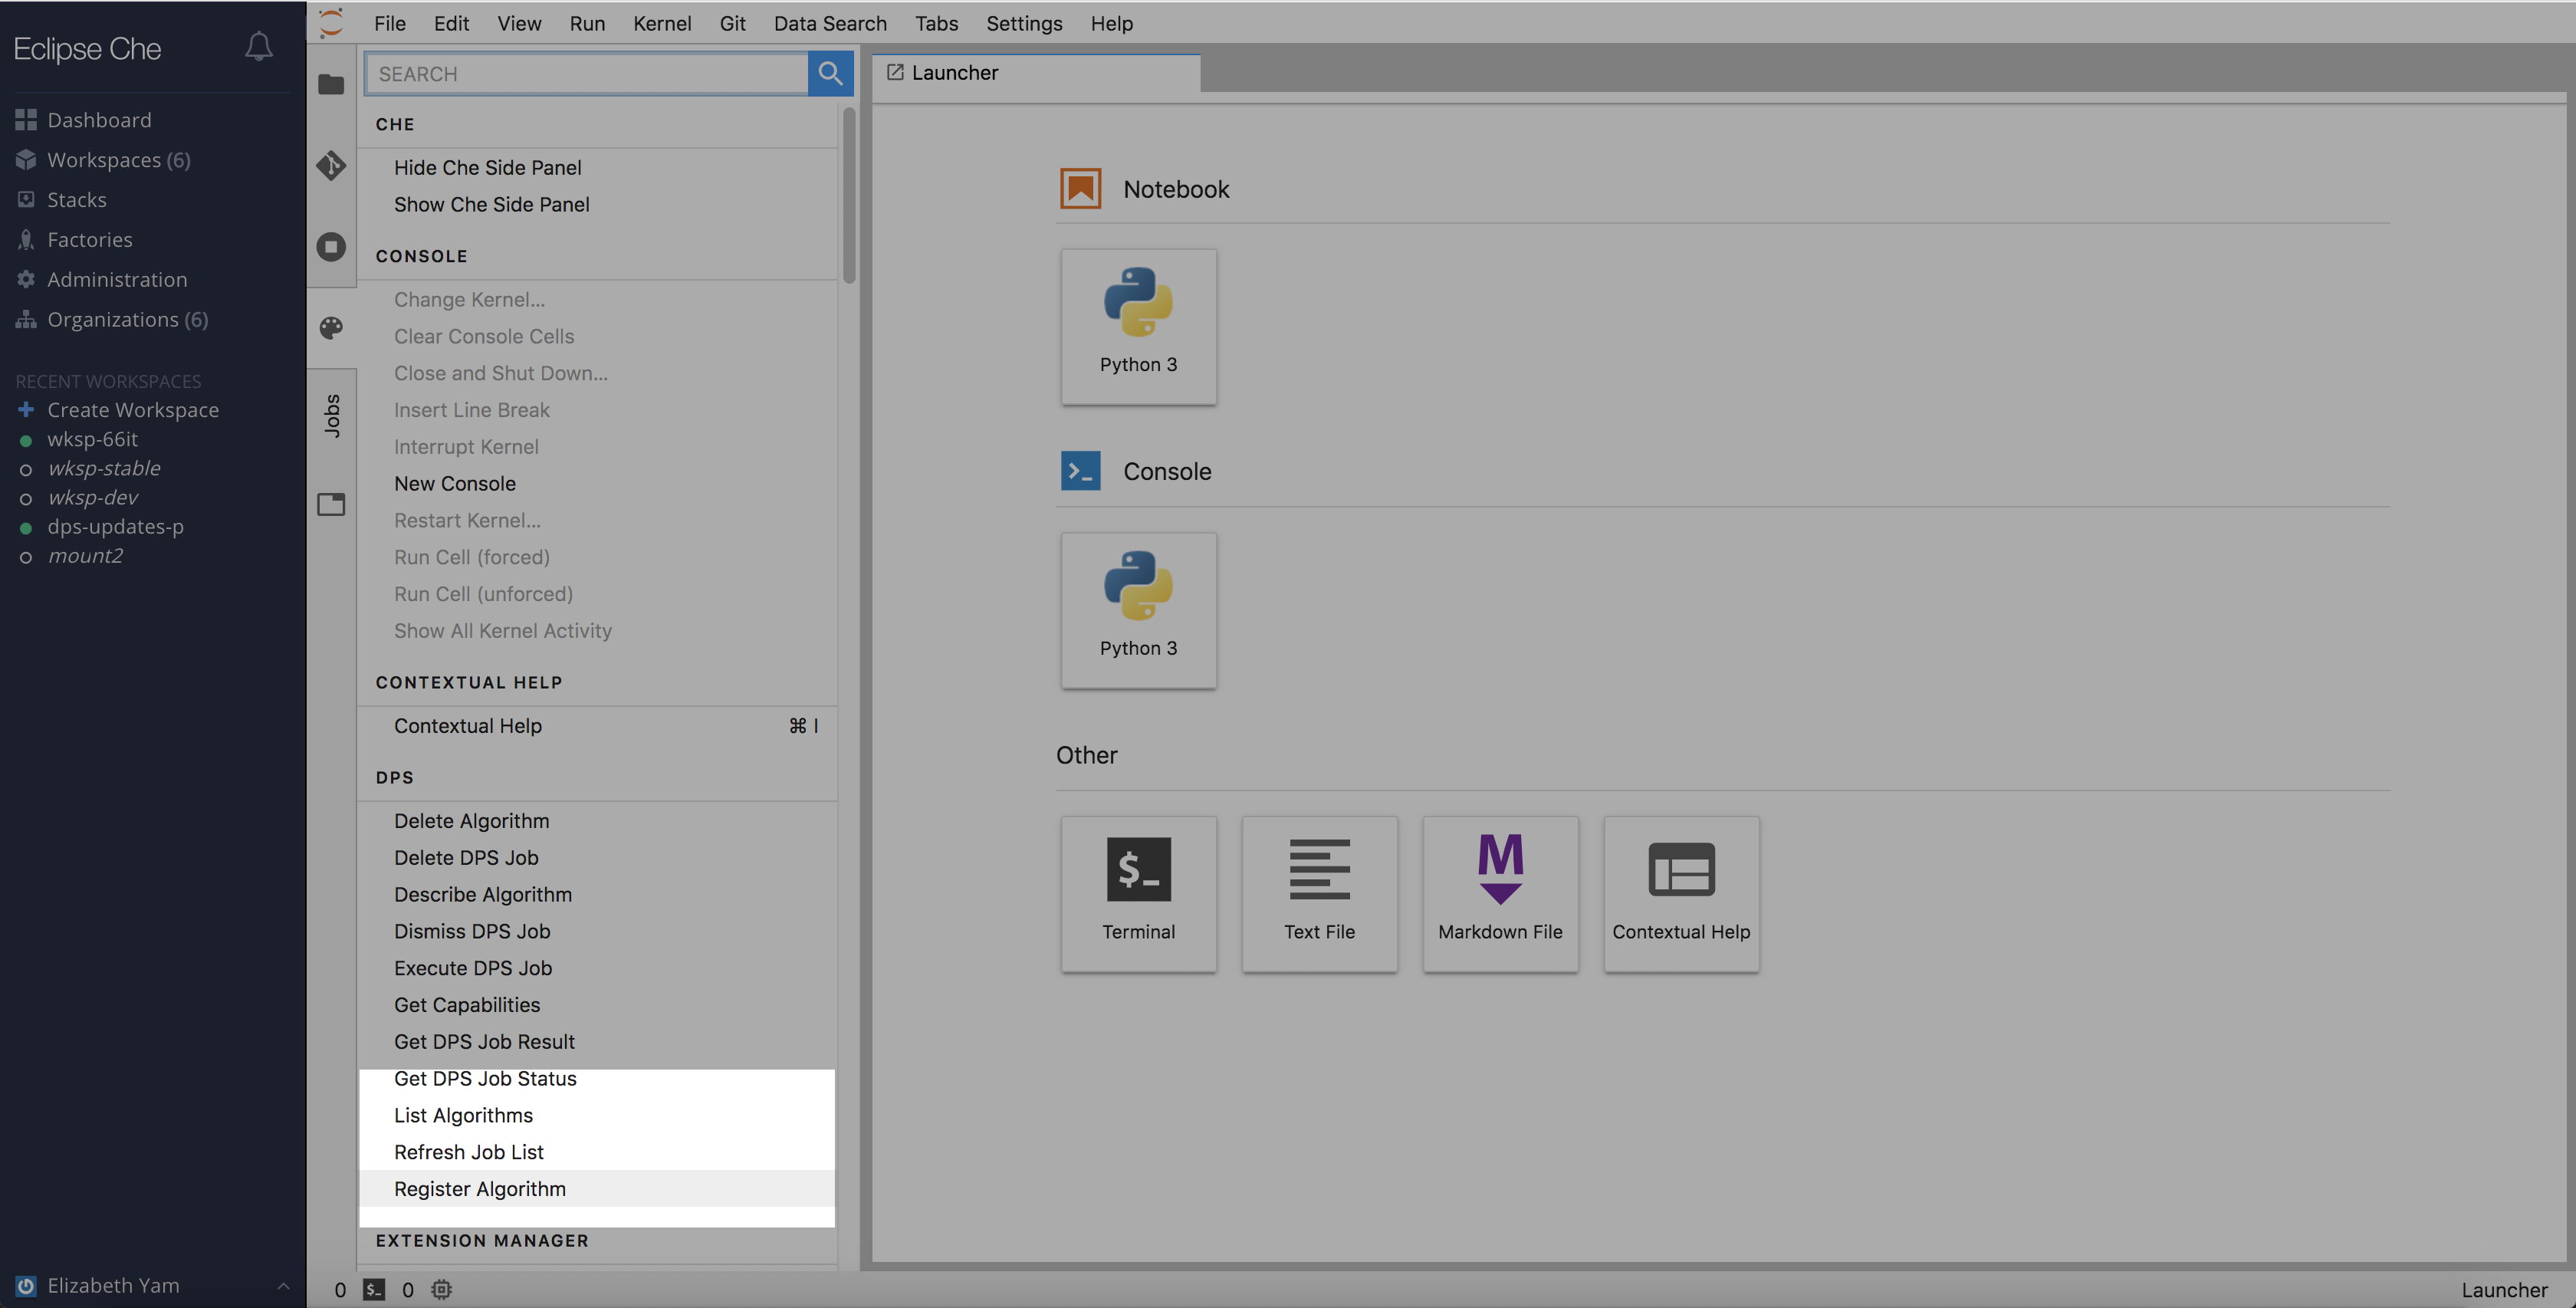 Eclipse Che
Dashboard
Workspaces (6)
Stacks
Factories
Administration
Organizations (6)
RECENT WORKSPACES
Create Workspace
wksp-66it
wksp-stable
wksp-dev
dps-updates-p
mount2
Elizabeth Yam
File Edit View Run Kernel Git Data Search Tabs Settings Help
Jobs
SEARCH
CHE
Hide Che Side Panel
Show Che Side Panel
CONSOLE
Change Kernel...
Clear Console Cells
Close and Shut Down...
Insert Line Break
Interrupt Kernel
New Console
Restart Kernel...
Run Cell (forced)
Run Cell (unforced)
Show All Kernel Activity
CONTEXTUAL HELP
Contextual Help ⌘ I
DPS
Delete Algorithm
Delete DPS Job
Describe Algorithm
Dismiss DPS Job
Execute DPS Job
Get Capabilities
Get DPS Job Result
Get DPS Job Status
List Algorithms
Refresh Job List
Register Algorithm
EXTENSION MANAGER
Launcher
Notebook
Python 3
Console
Python 3
Other
$_
M
Terminal
Text File
Markdown File
Contextual Help
0 $_ 0
Launcher